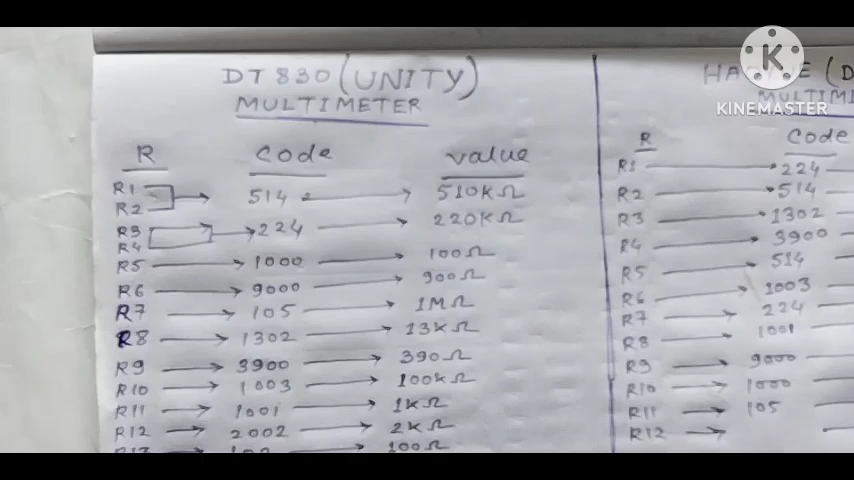 DT 830 (UNITY)
MULTIMETER
R Code Value
R1
R2 514 510KΩ
R3
R4 224 220KΩ
R5 1000 100Ω
R6 9000 900Ω
R7 105 1MΩ
R8 1302 13KΩ
R9 3900 390Ω
R10 1003 100KΩ
R11 1001 1KΩ
R12 2002 2KΩ
100Ω
(D
R Code
R1 224
R2 514
R3 1302
R4 3900
R5 514
R6 1003
R7 224
R8 1001
R9 9000
R10 1000
R11 105
R12
K
KINEMASTER